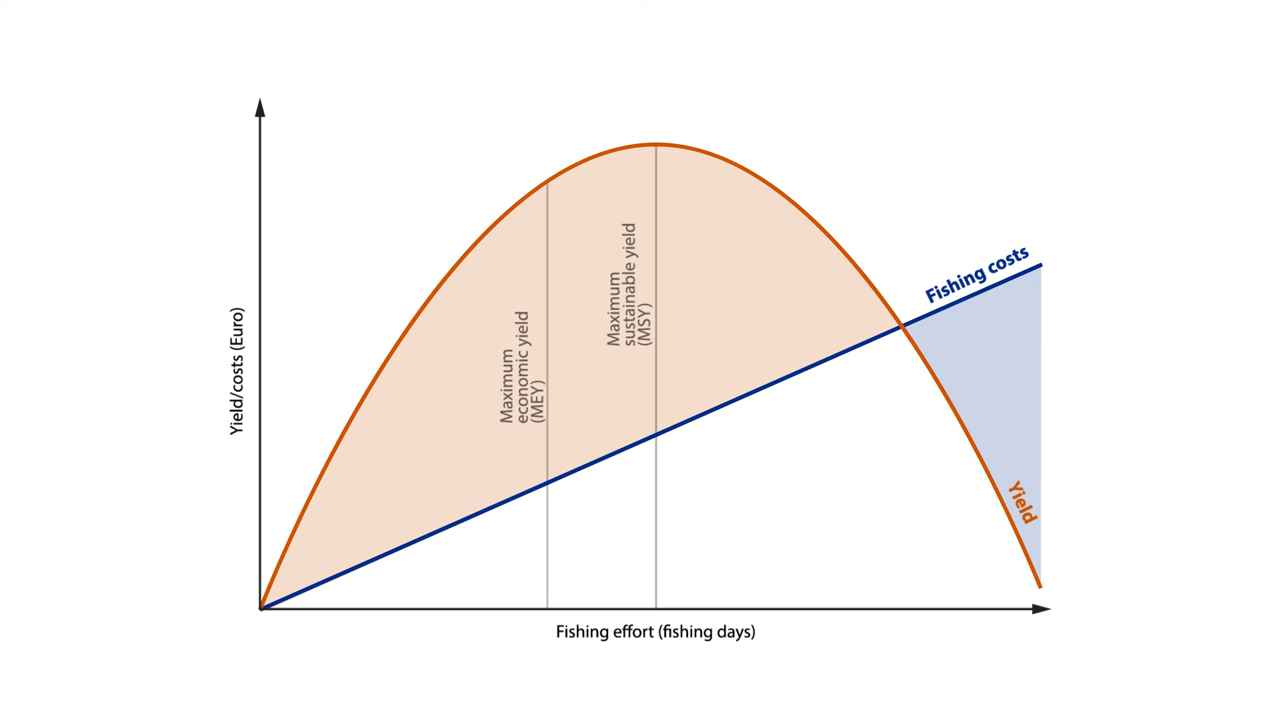 Yield/costs (Euro)
Maximum
economic yield
(MEY)
Maximum
sustainable yield
(MSY)
Fishing costs
Yield
Fishing effort (fishing days)